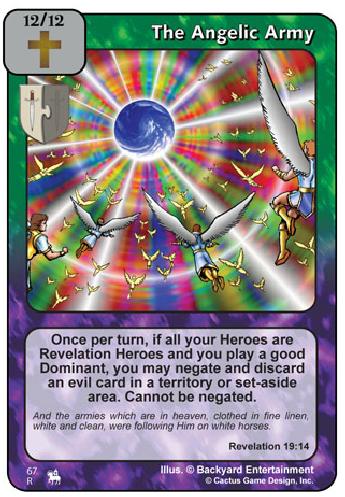 12/12
The Angelic Army
Once per turn, if all your Heroes are
Revelation Heroes and you play a good
Dominant, you may negate and discard
an evil card in a territory or set-aside
area. Cannot be negated.
And the armies which are in heaven, clothed in fine linen,
white and clean, were following Him on white horses.
Revelation 19:14
67
R
Illus. © Backyard Entertainment
© Cactus Game Design, Inc.